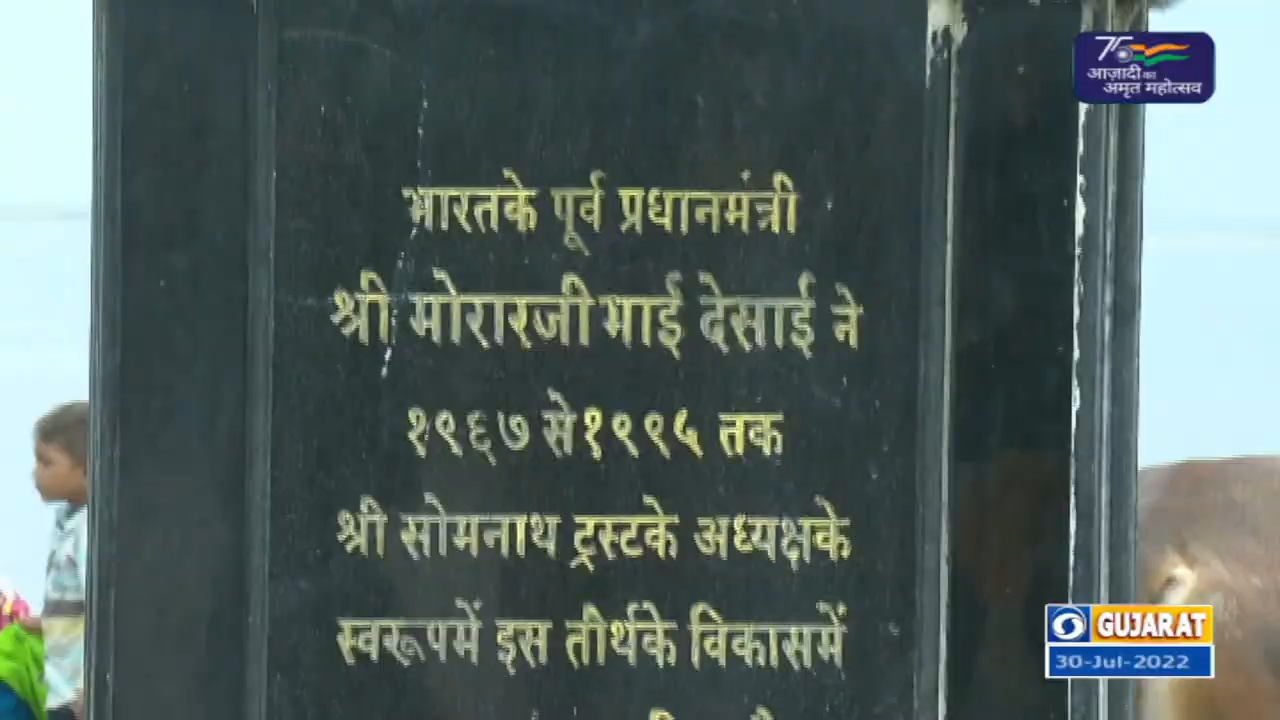 75
आज़ादी का
अमृत महोत्सव
भारतके पूर्व प्रधानमंत्री
श्री मोरारजीभाई देसाई ने
१९६७ से १९९५ तक
श्री सोमनाथ ट्रस्टके अध्यक्षके
स्वरूपमें इस तीर्थके विकासमें
GUJARAT
30-Jul-2022